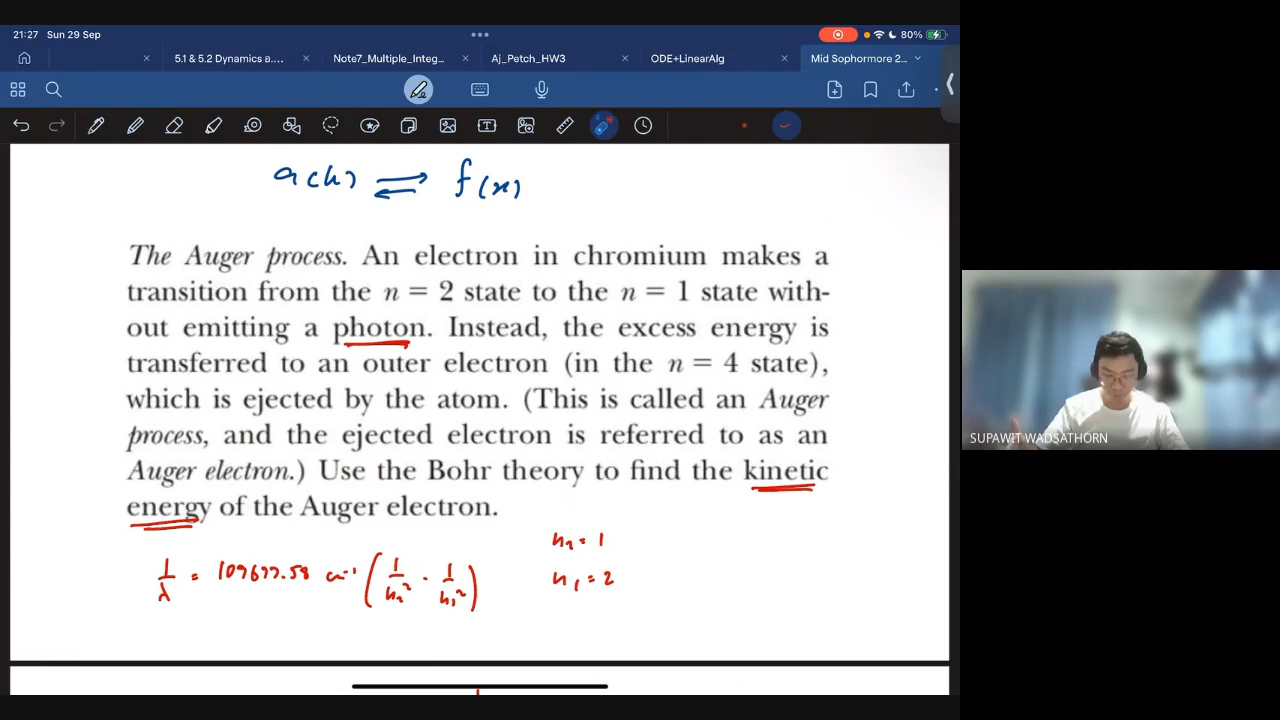 21:27 Sun 29 Sep
80%
5.1 & 5.2 Dynamics a....
Note7_Multiple_Integ...
Aj_Petch_HW3
ODE+LinearAlg
Mid Sophormore 2...
f(x)
The Auger process. An electron in chromium makes a
transition from the n = 2 state to the n = 1 state with-
out emitting a photon. Instead, the excess energy is
transferred to an outer electron (in the n = 4 state),
which is ejected by the atom. (This is called an Auger
process, and the ejected electron is referred to as an
Auger electron.) Use the Bohr theory to find the kinetic
energy of the Auger electron.
n₂ = 1
n₁ = 2
1/λ = 109677.58 cm⁻¹ (1/n₂² - 1/n₁²)
SUPAWIT WADSATHORN